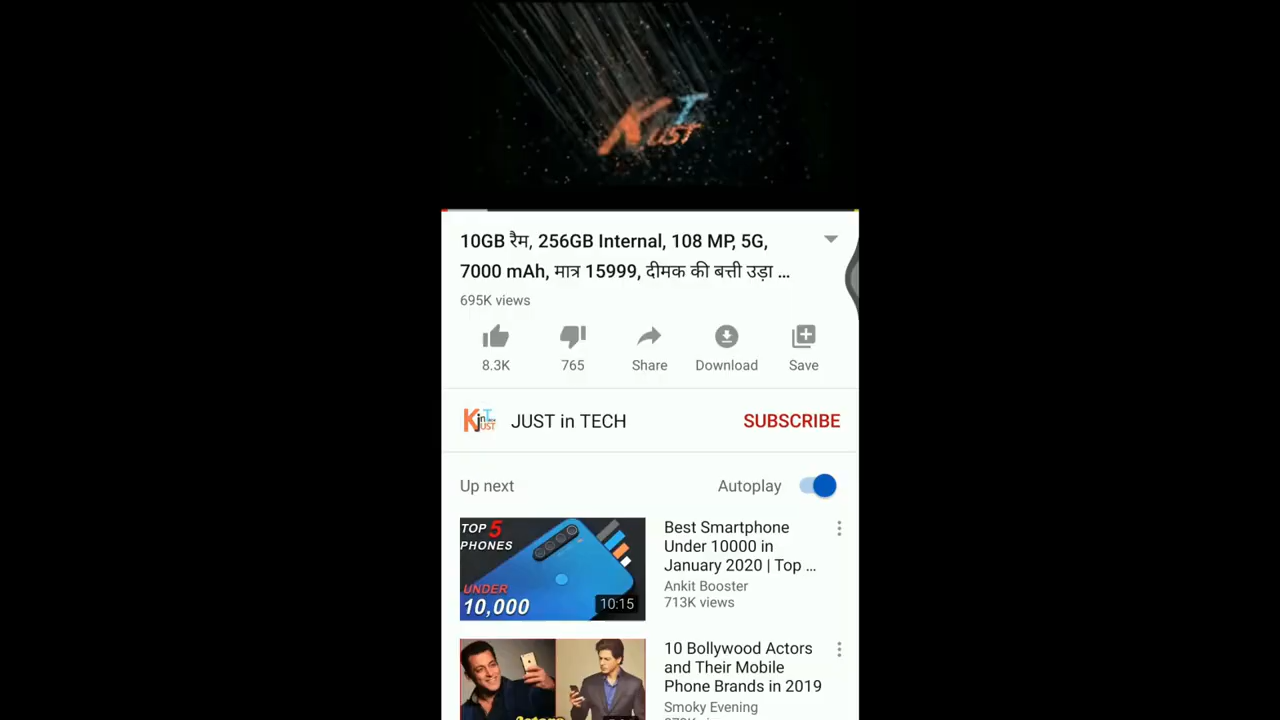 K T
UST
10GB रैम, 256GB Internal, 108 MP, 5G,
7000 mAh, मात्र 15999, दीमक की बत्ती उड़ा ...
695K views
8.3K
765
Share
Download
Save
K in T
JUST
JUST in TECH
SUBSCRIBE
Up next
Autoplay
TOP 5
PHONES
UNDER
10,000
10:15
Best Smartphone
Under 10000 in
January 2020 | Top ...
Ankit Booster
713K views
10 Bollywood Actors
and Their Mobile
Phone Brands in 2019
Smoky Evening